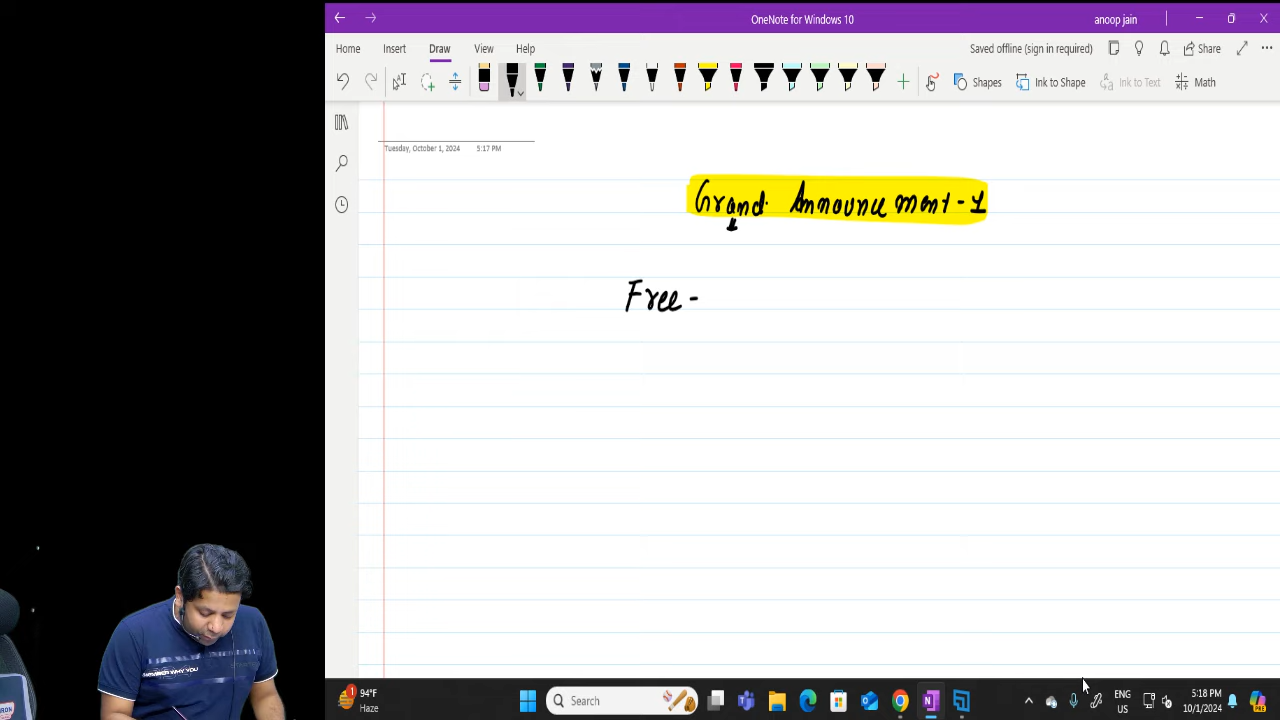 OneNote for Windows 10
anoop jain
Home Insert Draw View Help
Saved offline (sign in required) Share
Shapes Ink to Shape Ink to Text Math
Tuesday, October 1, 2024 5:17 PM
Grand Announcement-1
Free -
94°F
Haze
Search
ENG
US
5:18 PM
10/1/2024